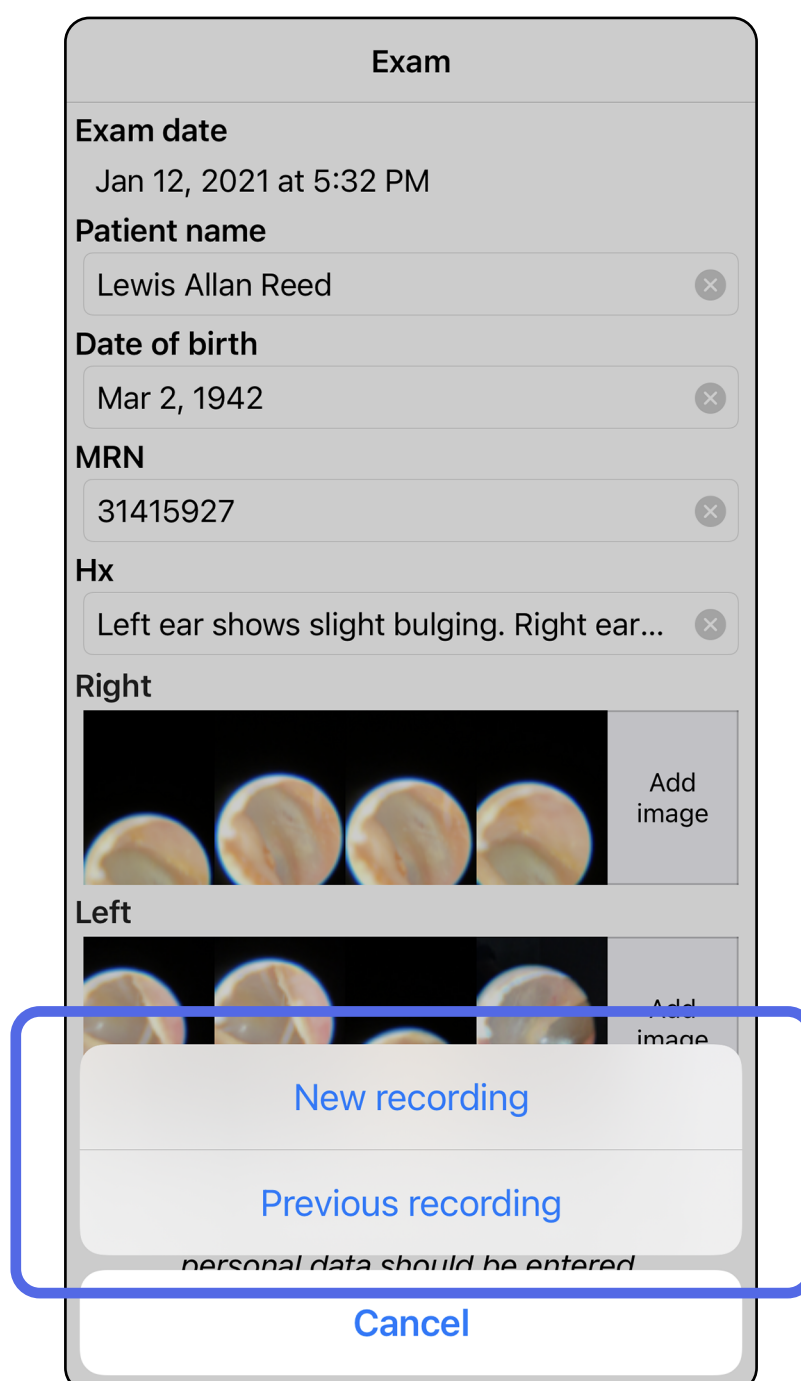 Exam
Exam date
Jan 12, 2021 at 5:32 PM
Patient name
Lewis Allan Reed
Date of birth
Mar 2, 1942
MRN
31415927
Hx
Left ear shows slight bulging. Right ear...
Right
Add
image
Left
Add
image
New recording
Previous recording
personal data should be entered
Cancel